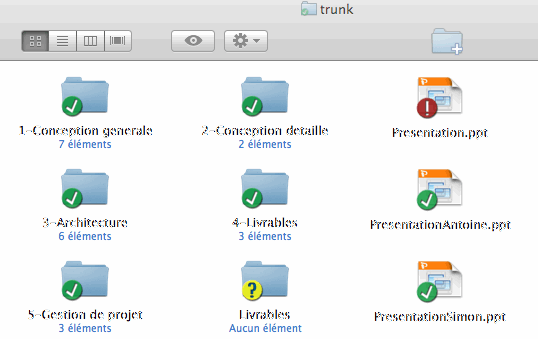 trunk
1-Conception generale
7 éléments
2-Conception detaille
2 éléments
Presentation.ppt
3-Architecture
6 éléments
4-Livrables
3 éléments
PresentationAntoine.ppt
5-Gestion de projet
3 éléments
Livrables
Aucun élément
PresentationSimon.ppt